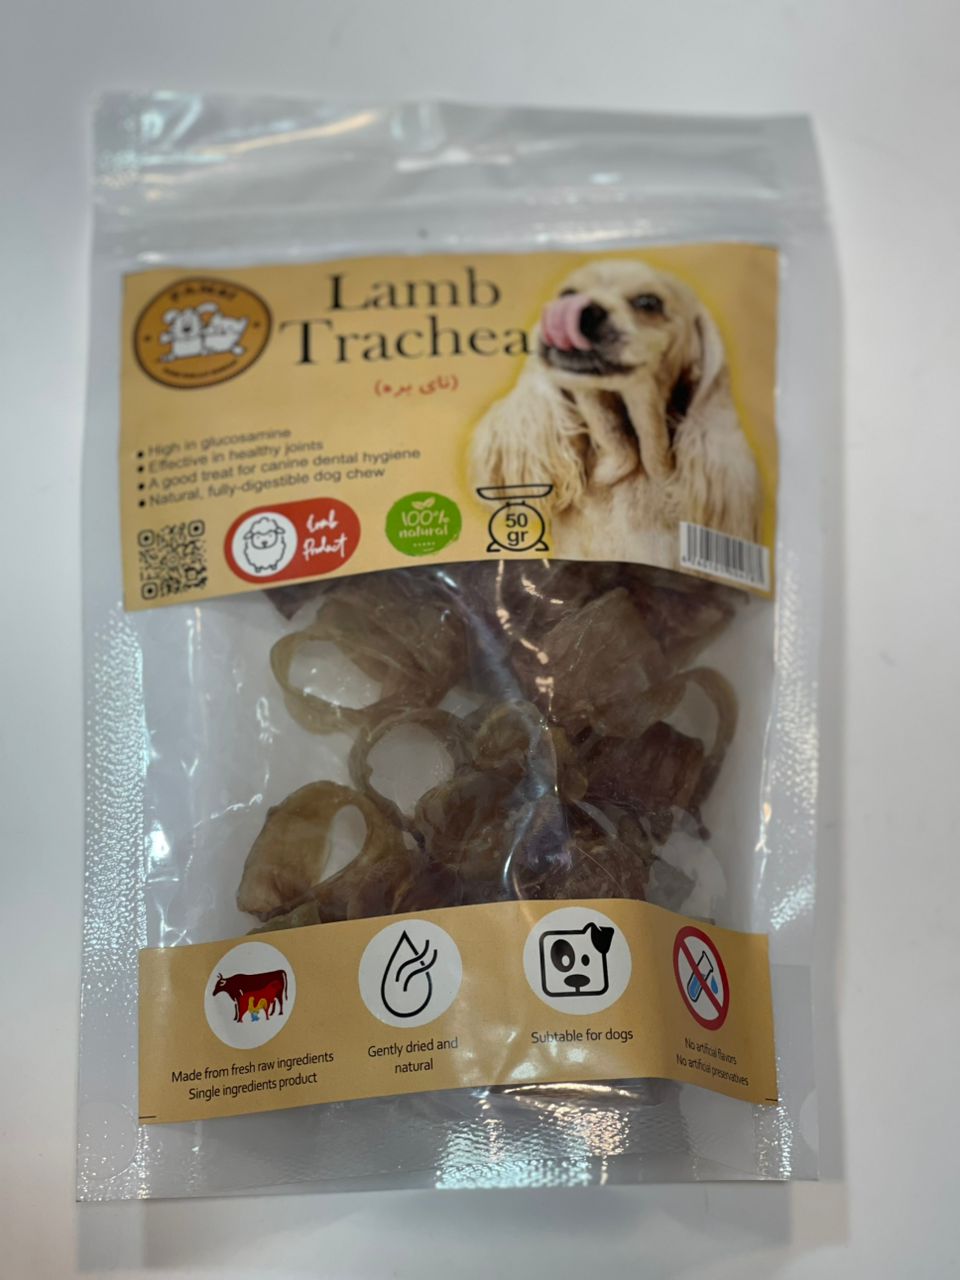 Lamb
Trachea
(نای بره)
High in glucosamine
Effective in healthy joints
A good treat for canine dental hygiene
Natural, fully-digestible dog chew
Lamb
Product
100%
natural
50
gr
Made from fresh raw ingredients
Single ingredients product
Gently dried and
natural
Subtable for dogs
No artificial flavors
No artificial preservatives